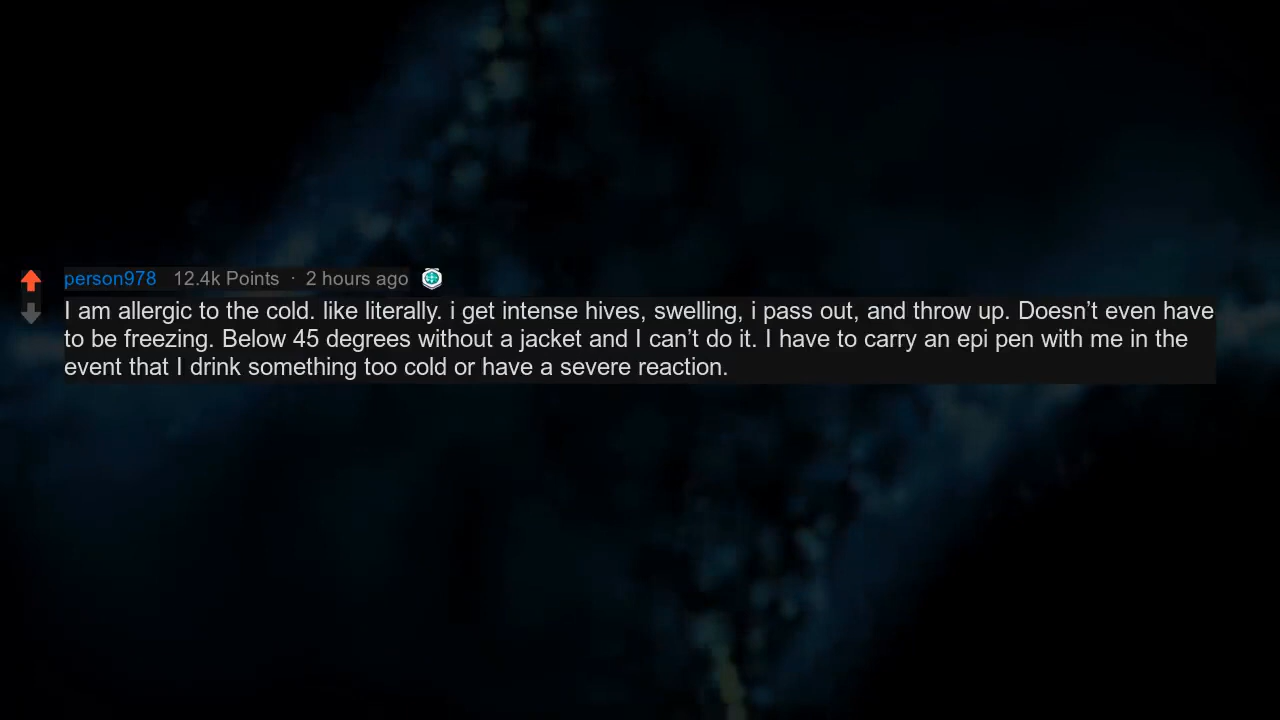 person978 12.4k Points · 2 hours ago
I am allergic to the cold. like literally. i get intense hives, swelling, i pass out, and throw up. Doesn’t even have
to be freezing. Below 45 degrees without a jacket and I can’t do it. I have to carry an epi pen with me in the
event that I drink something too cold or have a severe reaction.